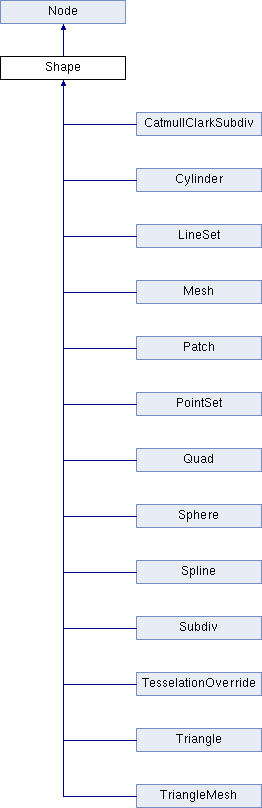 Node
Shape
CatmullClarkSubdiv
Cylinder
LineSet
Mesh
Patch
PointSet
Quad
Sphere
Spline
Subdiv
TesselationOverride
Triangle
TriangleMesh